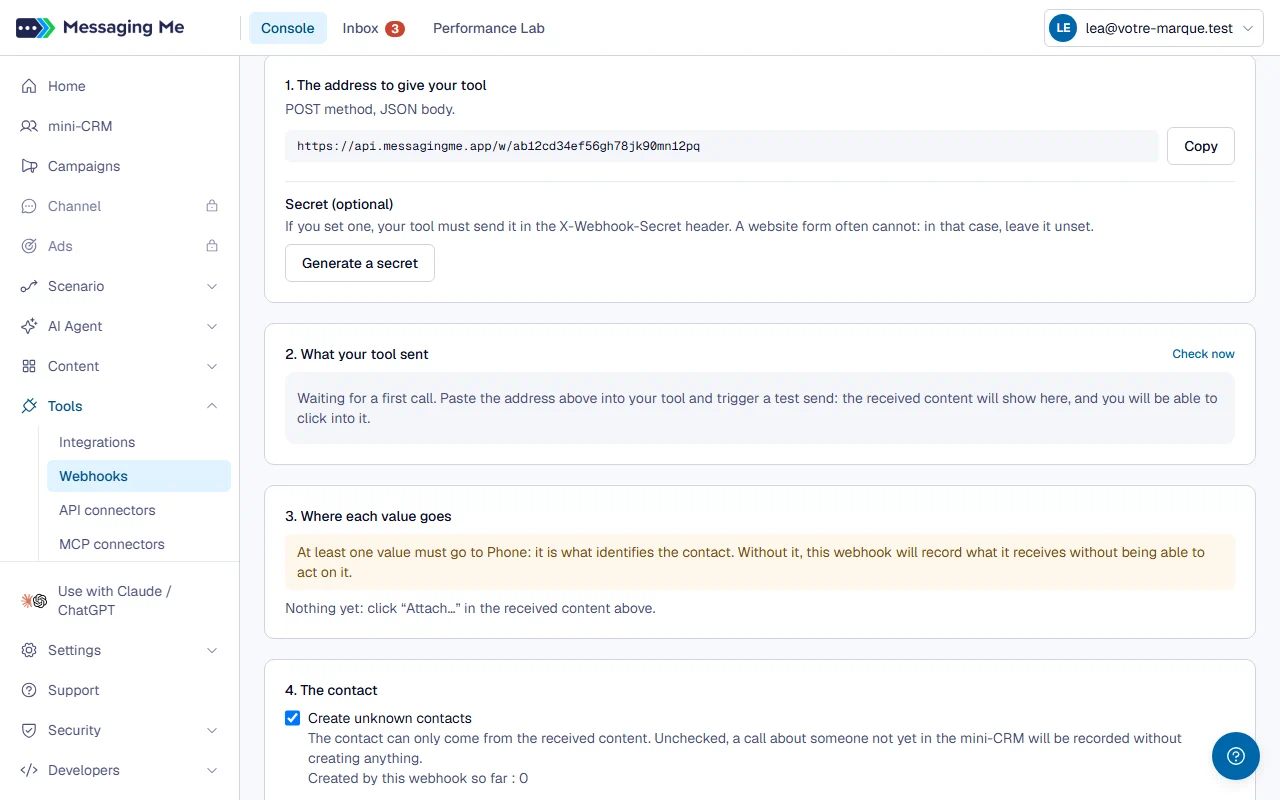 Messaging Me
Console
Inbox 3
Performance Lab
LE
lea@votre-marque.test
Home
mini-CRM
Campaigns
Channel
Ads
Scenario
AI Agent
Content
Tools
Integrations
Webhooks
API connectors
MCP connectors
Use with Claude /
ChatGPT
Settings
Support
Security
Developers
1. The address to give your tool
POST method, JSON body.
https://api.messagingme.app/w/ab12cd34ef56gh78jk90mn12pq
Copy
Secret (optional)
If you set one, your tool must send it in the X-Webhook-Secret header. A website form often cannot: in that case, leave it unset.
Generate a secret
2. What your tool sent
Check now
Waiting for a first call. Paste the address above into your tool and trigger a test send: the received content will show here, and you will be able to
click into it.
3. Where each value goes
At least one value must go to Phone: it is what identifies the contact. Without it, this webhook will record what it receives without being able to
act on it.
Nothing yet: click “Attach…” in the received content above.
4. The contact
Create unknown contacts
The contact can only come from the received content. Unchecked, a call about someone not yet in the mini-CRM will be recorded without
creating anything.
Created by this webhook so far : 0